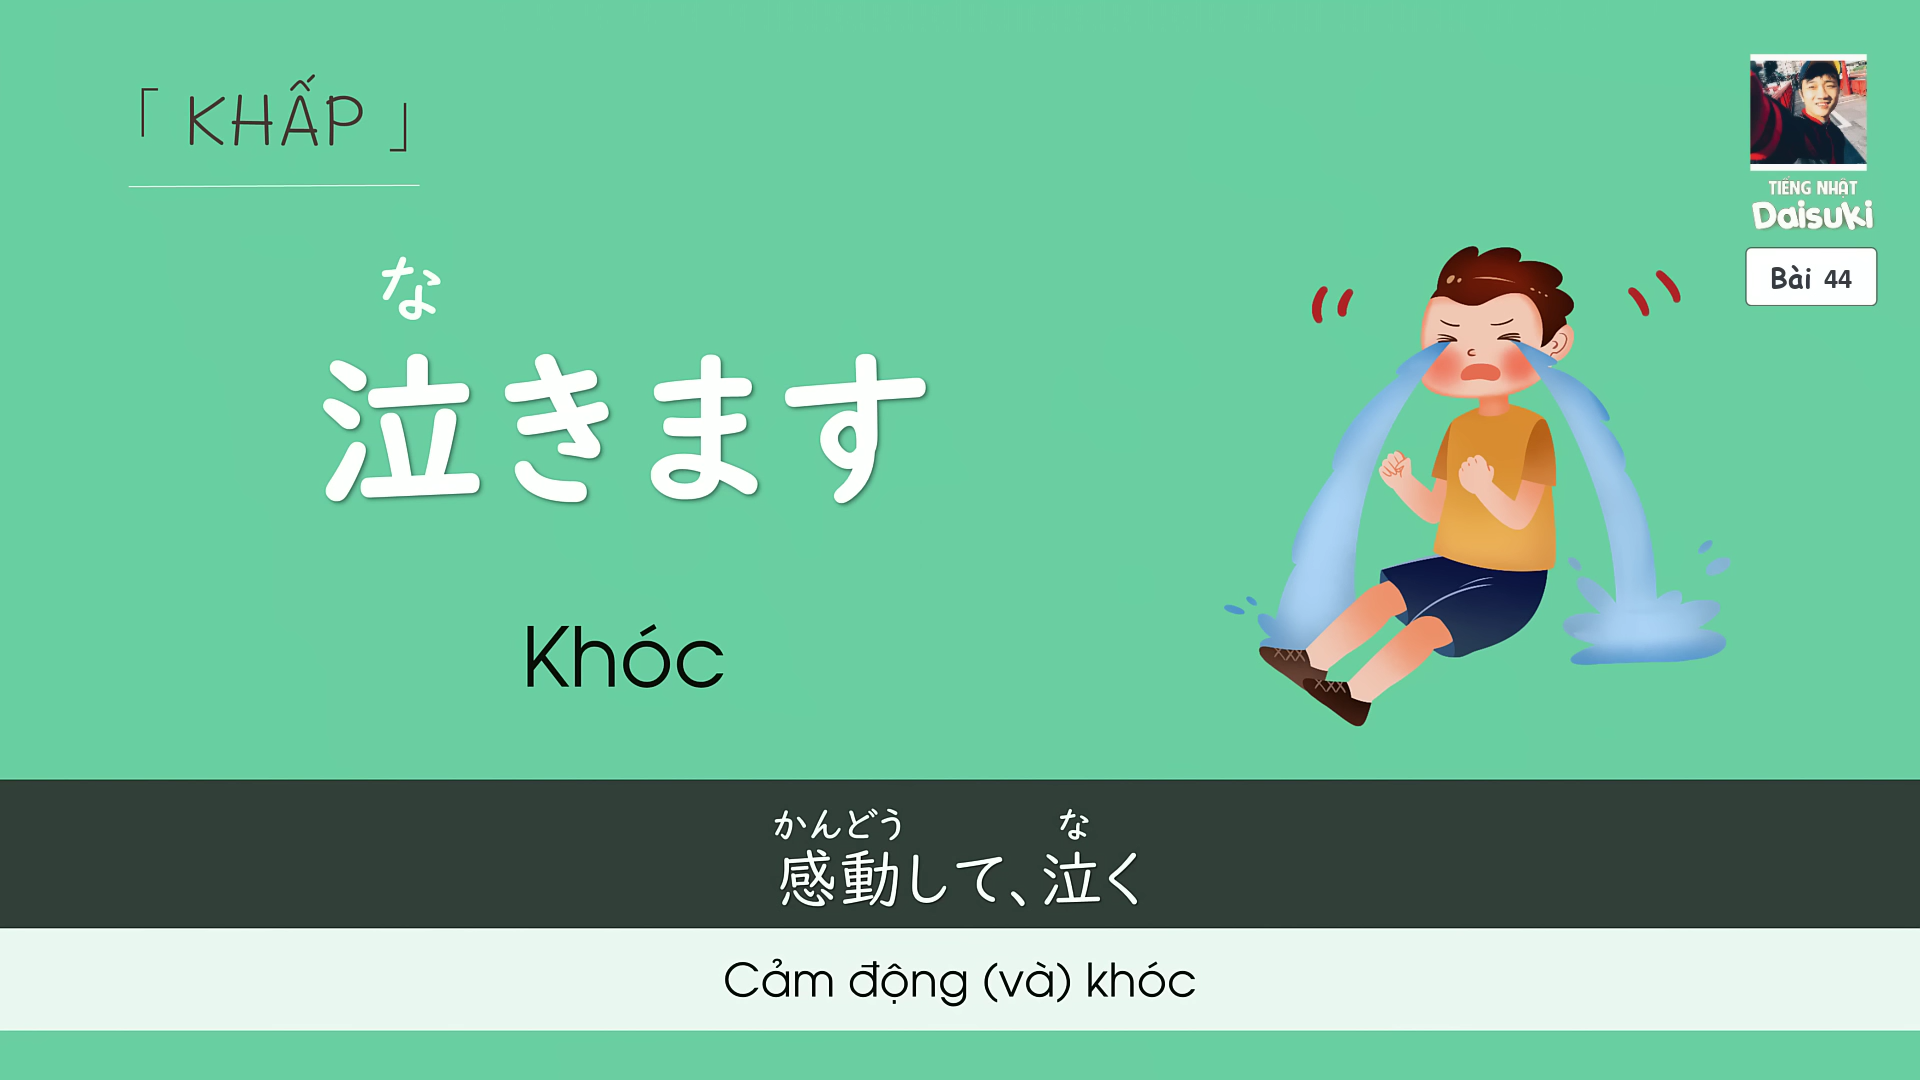 「 KHẤP 」
TIẾNG NHẬT
Daisuki
Bài 44
な
泣きます
Khóc
かんどう な
感動して、泣く
Cảm động (và) khóc